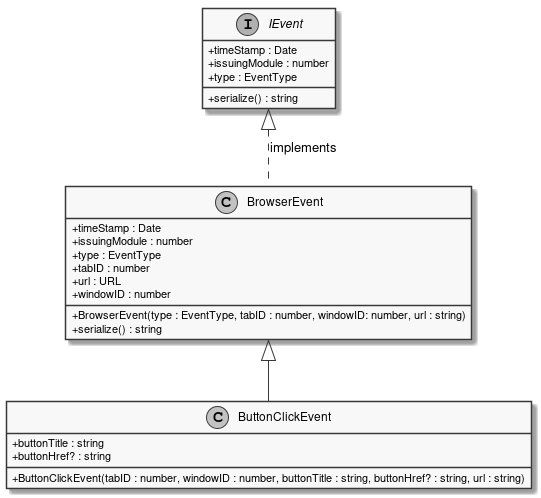 I IEvent
+timeStamp : Date
+issuingModule : number
+type : EventType
+serialize() : string
implements
C BrowserEvent
+timeStamp : Date
+issuingModule : number
+type : EventType
+tabID : number
+url : URL
+windowID : number
+BrowserEvent(type : EventType, tabID : number, windowID: number, url : string)
+serialize() : string
C ButtonClickEvent
+buttonTitle : string
+buttonHref? : string
+ButtonClickEvent(tabID : number, windowID : number, buttonTitle : string, buttonHref? : string, url : string)